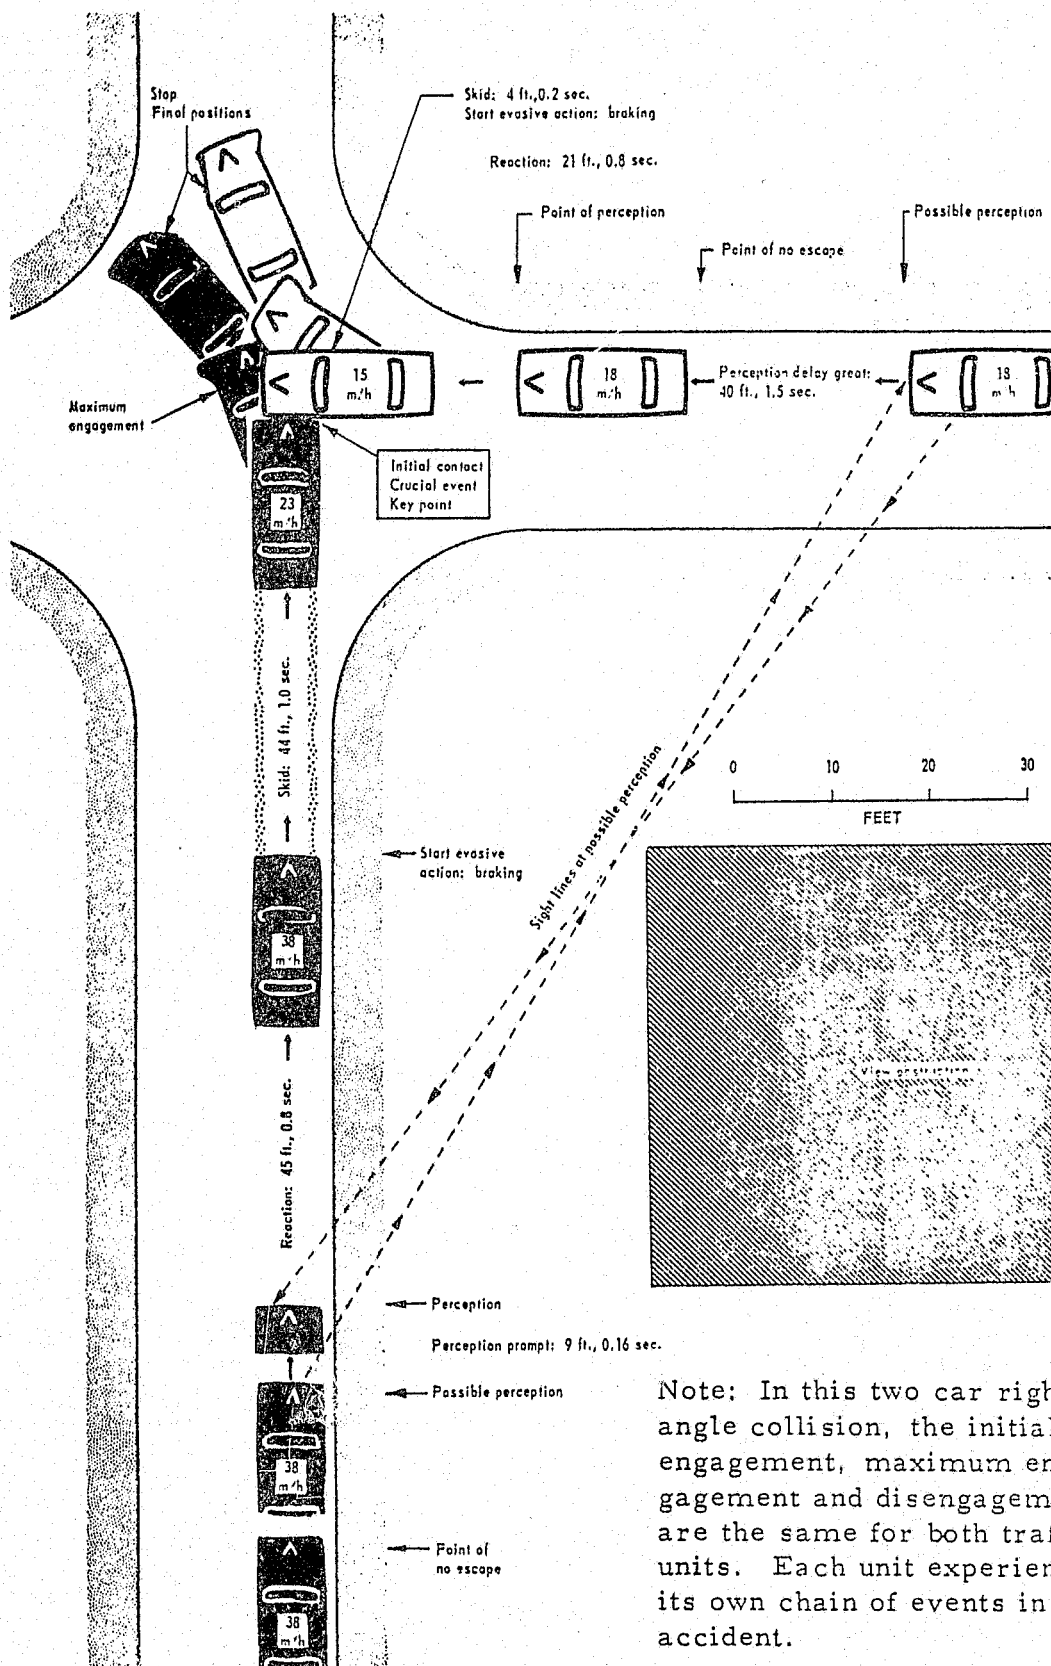 Stop
Final positions
Skid: 4 ft., 0.2 sec.
Start evasive action: braking
Reaction: 21 ft., 0.8 sec.
Point of perception
Possible perception
Point of no escape
15
m/h
18
m/h
Perception delay great:
40 ft., 1.5 sec.
18
m/h
Maximum
engagement
Initial contact
Crucial event
Key point
23
m/h
Skid: 44 ft., 1.0 sec.
Sight lines at possible perception
0 10 20 30
FEET
Start evasive
action: braking
38
m/h
View obstruction
Reaction: 45 ft., 0.8 sec.
Perception
Perception prompt: 9 ft., 0.16 sec.
Possible perception
38
m/h
Point of
no escape
38
m/h
Note: In this two car righ
angle collision, the initial
engagement, maximum en
gagement and disengagem
are the same for both traf
units. Each unit experien
its own chain of events in
accident.